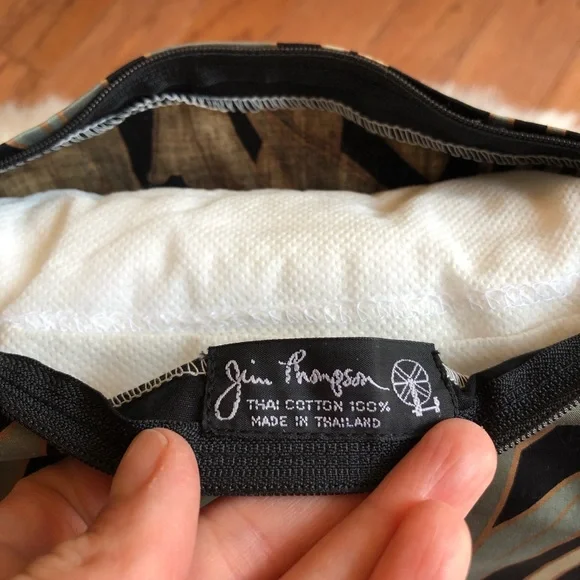 Jim Thompson
THAI COTTON 100%
MADE IN THAILAND